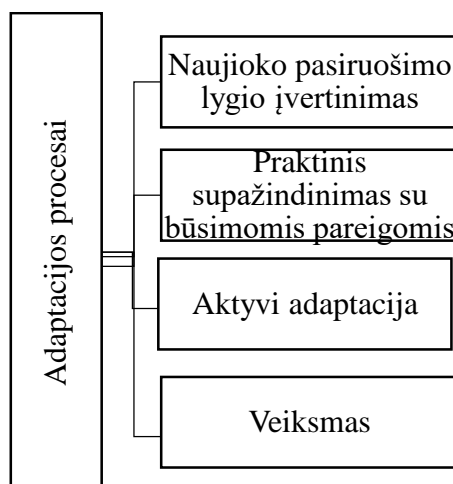 Adaptacijos procesai
Naujioko pasiruošimo
lygio įvertinimas
Praktinis
supažindinimas su
būsimomis pareigomis
Aktyvi adaptacija
Veiksmas